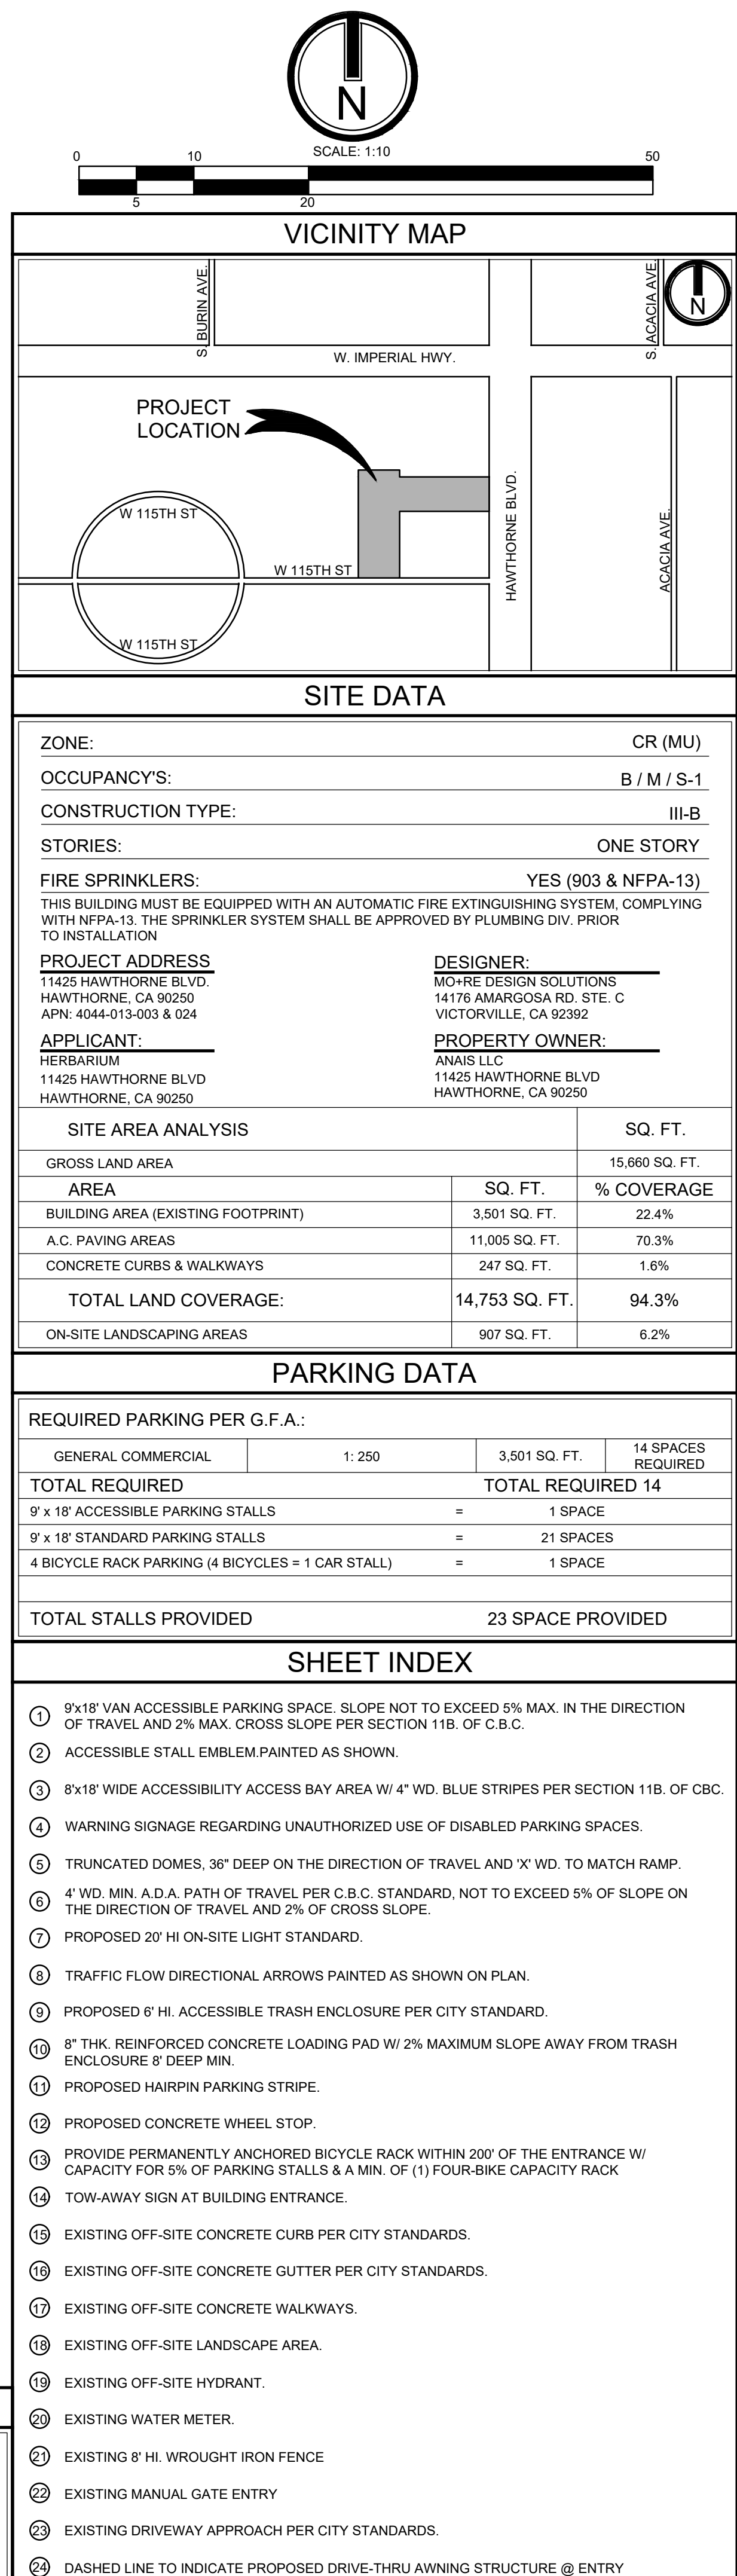 N
SCALE: 1:10
0 10 50
5 20
VICINITY MAP
S. BURIN AVE.
S. ACACIA AVE.
N
W. IMPERIAL HWY.
PROJECT
LOCATION
HAWTHORNE BLVD.
ACACIA AVE.
W 115TH ST
W 115TH ST
W 115TH ST
SITE DATA
ZONE: CR (MU)
OCCUPANCY'S: B / M / S-1
CONSTRUCTION TYPE: III-B
STORIES: ONE STORY
FIRE SPRINKLERS: YES (903 & NFPA-13)
THIS BUILDING MUST BE EQUIPPED WITH AN AUTOMATIC FIRE EXTINGUISHING SYSTEM, COMPLYING
WITH NFPA-13. THE SPRINKLER SYSTEM SHALL BE APPROVED BY PLUMBING DIV. PRIOR
TO INSTALLATION
PROJECT ADDRESS
11425 HAWTHORNE BLVD.
HAWTHORNE, CA 90250
APN: 4044-013-003 & 024
DESIGNER:
MO+RE DESIGN SOLUTIONS
14176 AMARGOSA RD. STE. C
VICTORVILLE, CA 92392
APPLICANT:
HERBARIUM
11425 HAWTHORNE BLVD
HAWTHORNE, CA 90250
PROPERTY OWNER:
ANAIS LLC
11425 HAWTHORNE BLVD
HAWTHORNE, CA 90250
SITE AREA ANALYSIS SQ. FT.
GROSS LAND AREA 15,660 SQ. FT.
AREA SQ. FT. % COVERAGE
BUILDING AREA (EXISTING FOOTPRINT) 3,501 SQ. FT. 22.4%
A.C. PAVING AREAS 11,005 SQ. FT. 70.3%
CONCRETE CURBS & WALKWAYS 247 SQ. FT. 1.6%
TOTAL LAND COVERAGE: 14,753 SQ. FT. 94.3%
ON-SITE LANDSCAPING AREAS 907 SQ. FT. 6.2%
PARKING DATA
REQUIRED PARKING PER G.F.A.:
GENERAL COMMERCIAL 1: 250 3,501 SQ. FT. 14 SPACES
REQUIRED
TOTAL REQUIRED TOTAL REQUIRED 14
9' x 18' ACCESSIBLE PARKING STALLS = 1 SPACE
9' x 18' STANDARD PARKING STALLS = 21 SPACES
4 BICYCLE RACK PARKING (4 BICYCLES = 1 CAR STALL) = 1 SPACE
TOTAL STALLS PROVIDED 23 SPACE PROVIDED
SHEET INDEX
1 9'x18' VAN ACCESSIBLE PARKING SPACE. SLOPE NOT TO EXCEED 5% MAX. IN THE DIRECTION
OF TRAVEL AND 2% MAX. CROSS SLOPE PER SECTION 11B. OF C.B.C.
2 ACCESSIBLE STALL EMBLEM.PAINTED AS SHOWN.
3 8'x18' WIDE ACCESSIBILITY ACCESS BAY AREA W/ 4" WD. BLUE STRIPES PER SECTION 11B. OF CBC.
4 WARNING SIGNAGE REGARDING UNAUTHORIZED USE OF DISABLED PARKING SPACES.
5 TRUNCATED DOMES, 36" DEEP ON THE DIRECTION OF TRAVEL AND 'X' WD. TO MATCH RAMP.
6 4' WD. MIN. A.D.A. PATH OF TRAVEL PER C.B.C. STANDARD, NOT TO EXCEED 5% OF SLOPE ON
THE DIRECTION OF TRAVEL AND 2% OF CROSS SLOPE.
7 PROPOSED 20' HI ON-SITE LIGHT STANDARD.
8 TRAFFIC FLOW DIRECTIONAL ARROWS PAINTED AS SHOWN ON PLAN.
9 PROPOSED 6' HI. ACCESSIBLE TRASH ENCLOSURE PER CITY STANDARD.
10 8" THK. REINFORCED CONCRETE LOADING PAD W/ 2% MAXIMUM SLOPE AWAY FROM TRASH
ENCLOSURE 8' DEEP MIN.
11 PROPOSED HAIRPIN PARKING STRIPE.
12 PROPOSED CONCRETE WHEEL STOP.
13 PROVIDE PERMANENTLY ANCHORED BICYCLE RACK WITHIN 200' OF THE ENTRANCE W/
CAPACITY FOR 5% OF PARKING STALLS & A MIN. OF (1) FOUR-BIKE CAPACITY RACK
14 TOW-AWAY SIGN AT BUILDING ENTRANCE.
15 EXISTING OFF-SITE CONCRETE CURB PER CITY STANDARDS.
16 EXISTING OFF-SITE CONCRETE GUTTER PER CITY STANDARDS.
17 EXISTING OFF-SITE CONCRETE WALKWAYS.
18 EXISTING OFF-SITE LANDSCAPE AREA.
19 EXISTING OFF-SITE HYDRANT.
20 EXISTING WATER METER.
21 EXISTING 8' HI. WROUGHT IRON FENCE
22 EXISTING MANUAL GATE ENTRY
23 EXISTING DRIVEWAY APPROACH PER CITY STANDARDS.
24 DASHED LINE TO INDICATE PROPOSED DRIVE-THRU AWNING STRUCTURE @ ENTRY